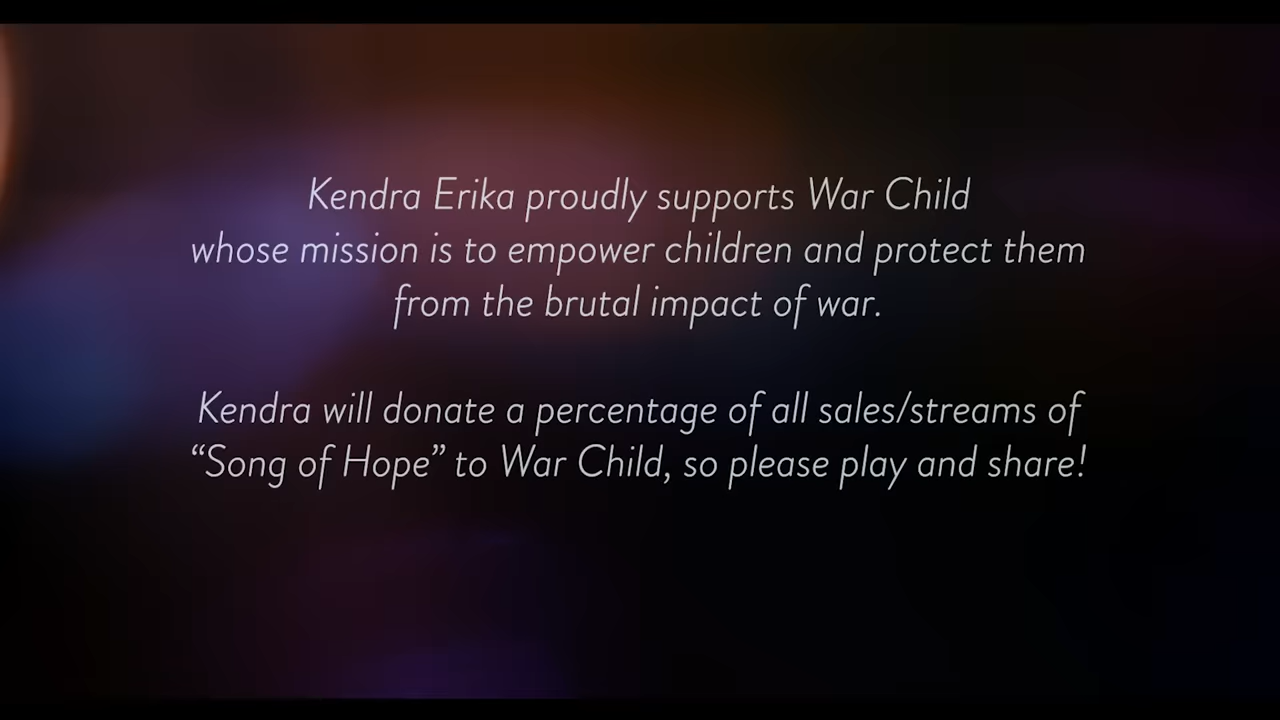 Kendra Erika proudly supports War Child
whose mission is to empower children and protect them
from the brutal impact of war.
Kendra will donate a percentage of all sales/streams of
“Song of Hope” to War Child, so please play and share!